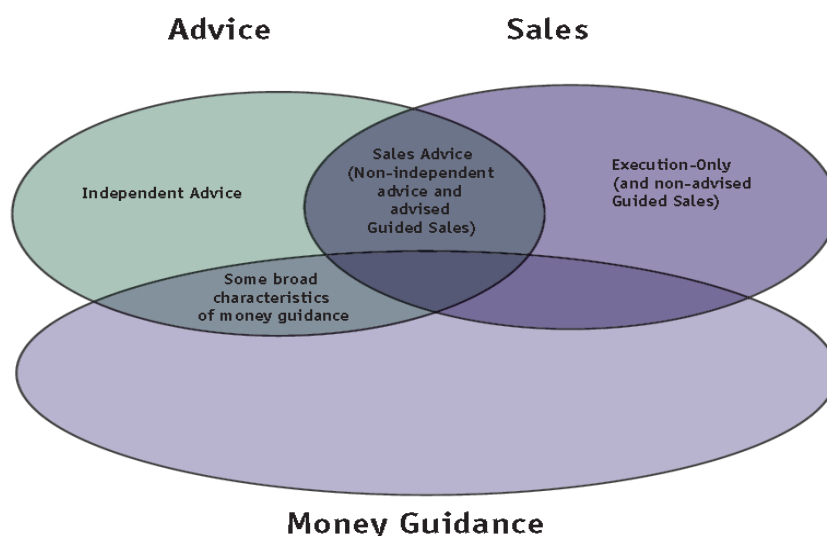 Advice
Sales
Independent Advice
Sales Advice
(Non-independent
advice and
advised
Guided Sales)
Execution-Only
(and non-advised
Guided Sales)
Some broad
characteristics
of money guidance
Money Guidance